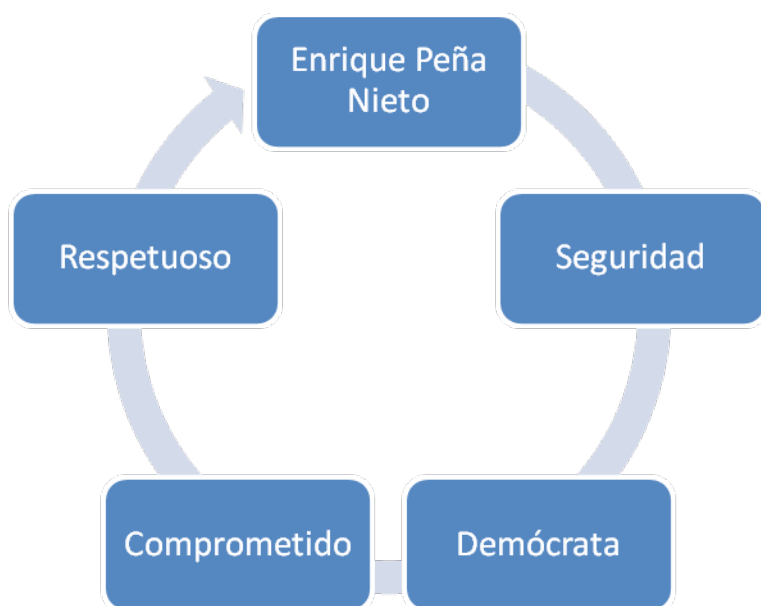 Enrique Peña
Nieto
Seguridad
Demócrata
Comprometido
Respetuoso